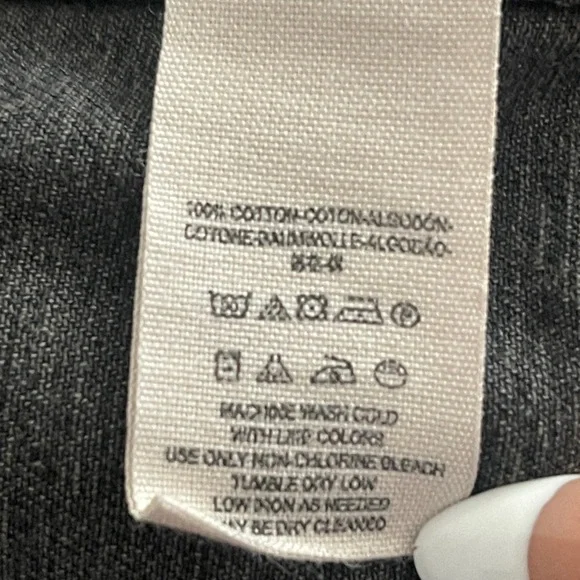 100% COTTON-COTON-ALGODÓN-
COTONE-BAUMWOLLE-ALGODÃO-
MACHINE WASH COLD
WITH LIKE COLORS
USE ONLY NON-CHLORINE BLEACH
TUMBLE DRY LOW
LOW IRON AS NEEDED
MAY BE DRY CLEANED